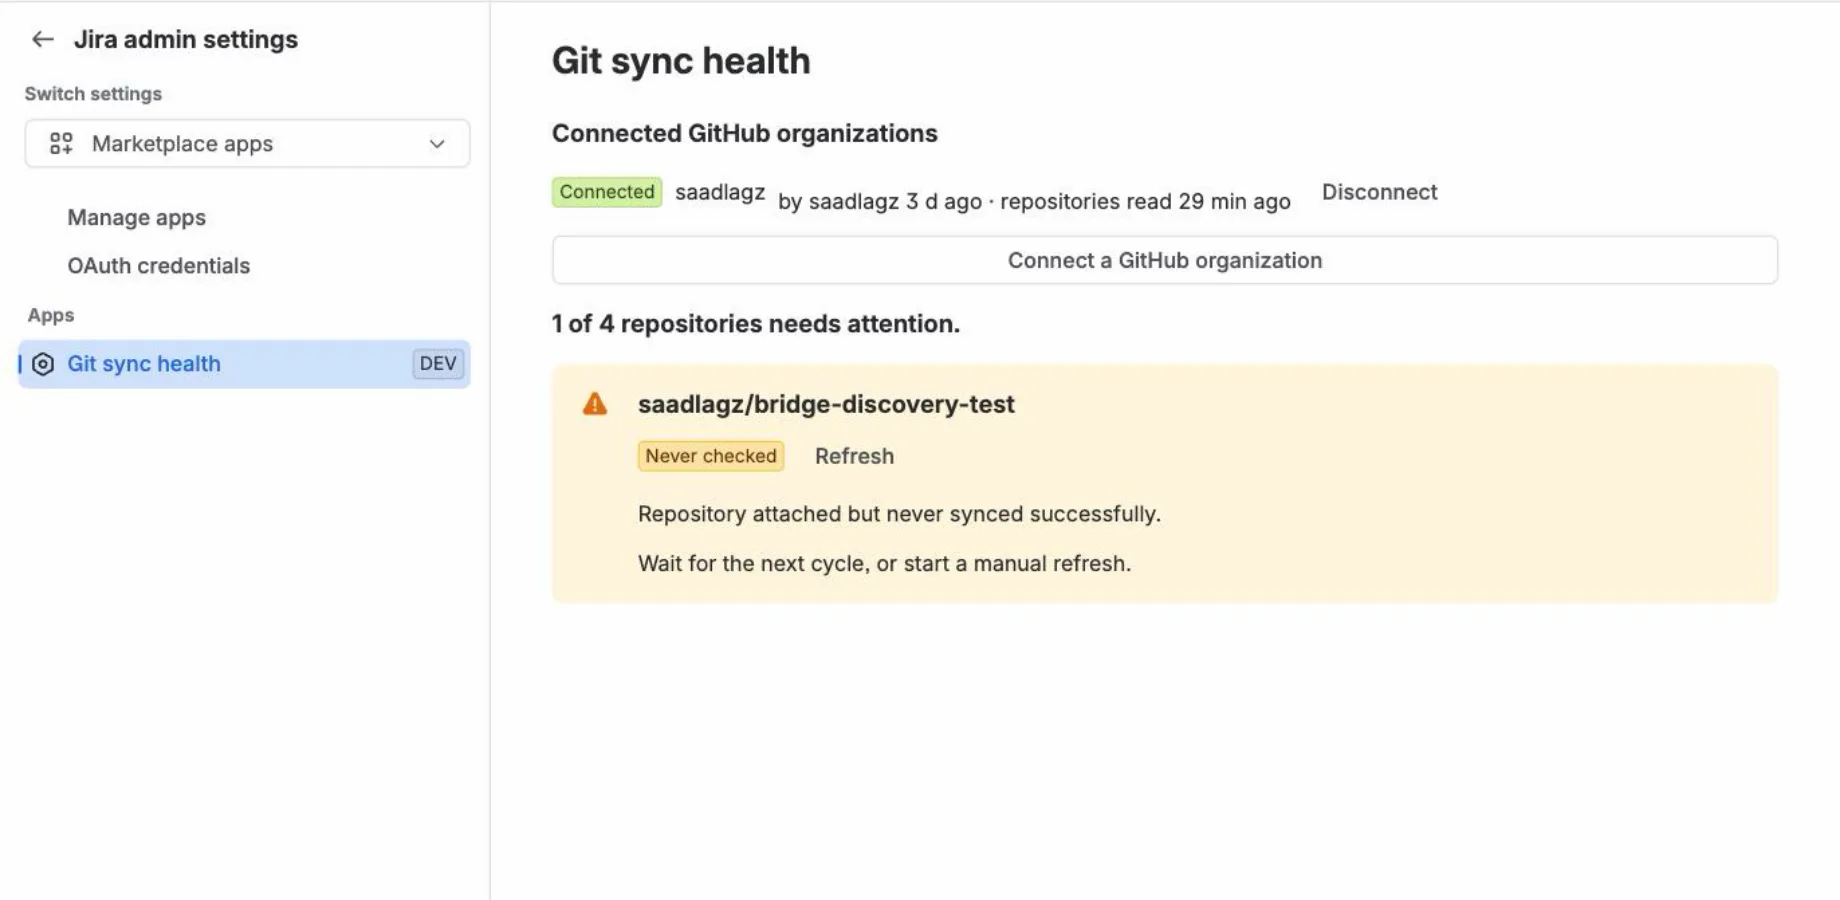 Jira admin settings
Switch settings
Marketplace apps
Manage apps
OAuth credentials
Apps
Git sync health DEV
Git sync health
Connected GitHub organizations
Connected saadlagz by saadlagz 3 d ago · repositories read 29 min ago Disconnect
Connect a GitHub organization
1 of 4 repositories needs attention.
saadlagz/bridge-discovery-test
Never checked Refresh
Repository attached but never synced successfully.
Wait for the next cycle, or start a manual refresh.